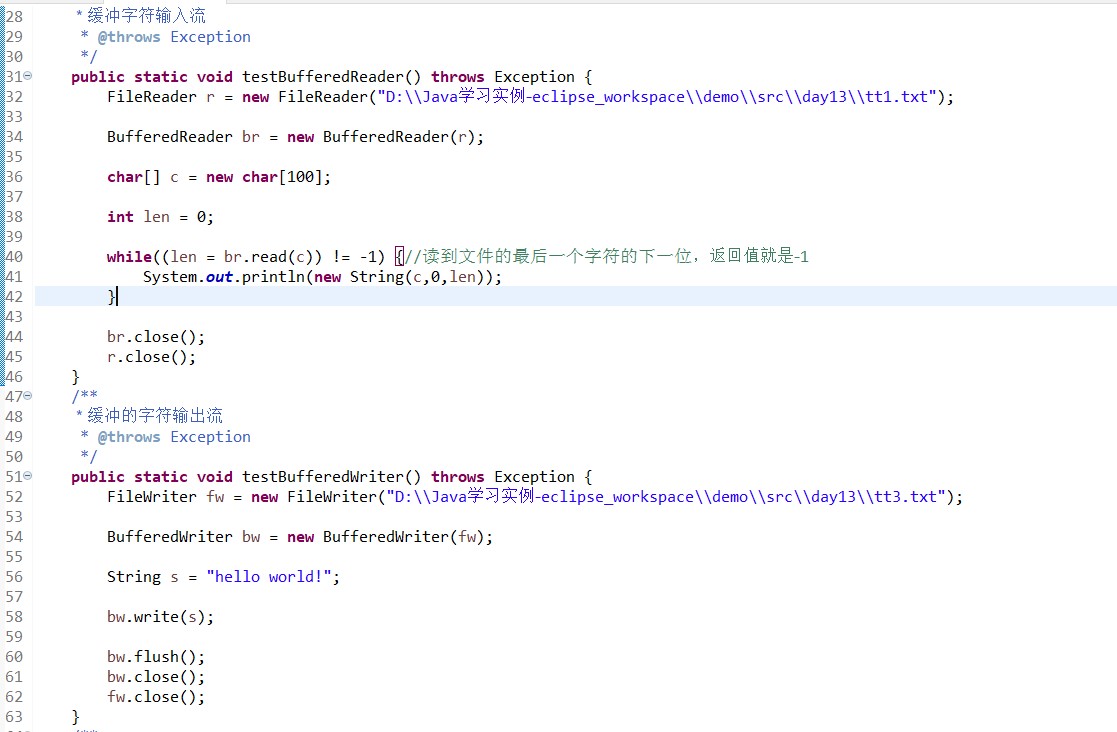 28 * 缓冲字符输入流
29 * @throws Exception
30 */
31 public static void testBufferedReader() throws Exception {
32 FileReader r = new FileReader("D:\\Java学习实例-eclipse_workspace\\demo\\src\\day13\\tt1.txt");
33
34 BufferedReader br = new BufferedReader(r);
35
36 char[] c = new char[100];
37
38 int len = 0;
39
40 while((len = br.read(c)) != -1) {//读到文件的最后一个字符的下一位，返回值就是-1
41 System.out.println(new String(c,0,len));
42 }
43
44 br.close();
45 r.close();
46 }
47 /**
48 * 缓冲的字符输出流
49 * @throws Exception
50 */
51 public static void testBufferedWriter() throws Exception {
52 FileWriter fw = new FileWriter("D:\\Java学习实例-eclipse_workspace\\demo\\src\\day13\\tt3.txt");
53
54 BufferedWriter bw = new BufferedWriter(fw);
55
56 String s = "hello world!";
57
58 bw.write(s);
59
60 bw.flush();
61 bw.close();
62 fw.close();
63 }